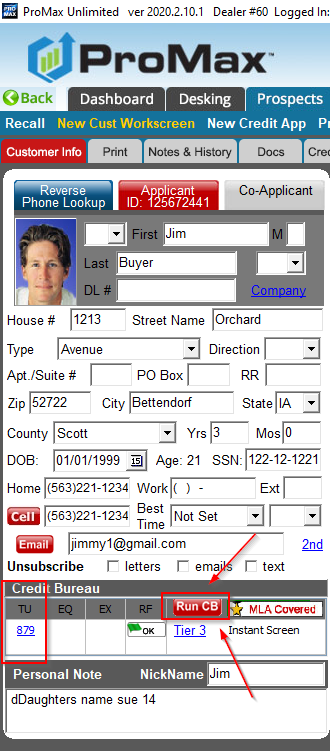 ProMax Unlimited ver 2020.2.10.1 Dealer #60 Logged In:
ProMax™
Back Dashboard Desking Prospects
Recall New Cust Workscreen New Credit App
Customer Info Print Notes & History Docs
Reverse Phone Lookup Applicant ID: 125672441 Co-Applicant
First Jim M
Last Buyer
DL # Company
House # 1213 Street Name Orchard
Type Avenue Direction
Apt./Suite # PO Box RR
Zip 52722 City Bettendorf State IA
County Scott Yrs 3 Mos 0
DOB: 01/01/1999 15 Age: 21 SSN: 122-12-1221
Home (563)221-1234 Work ( ) - Ext
Cell (563)221-1234 Best Time Not Set
Email jimmy1@gmail.com 2nd
Unsubscribe letters emails text
Credit Bureau
TU EQ EX RF Run CB MLA Covered
879 OK Tier 3 Instant Screen
Personal Note NickName Jim
dDaughters name sue 14